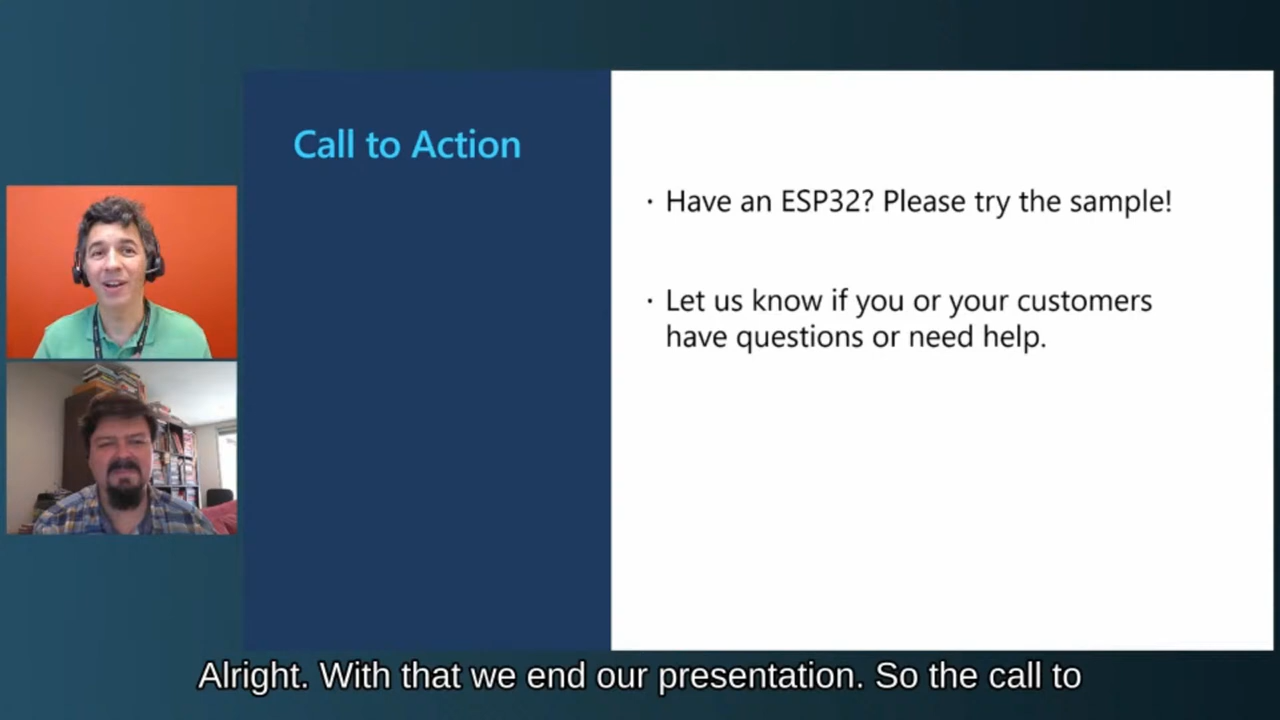 Call to Action
· Have an ESP32? Please try the sample!
· Let us know if you or your customers
have questions or need help.
Alright. With that we end our presentation. So the call to